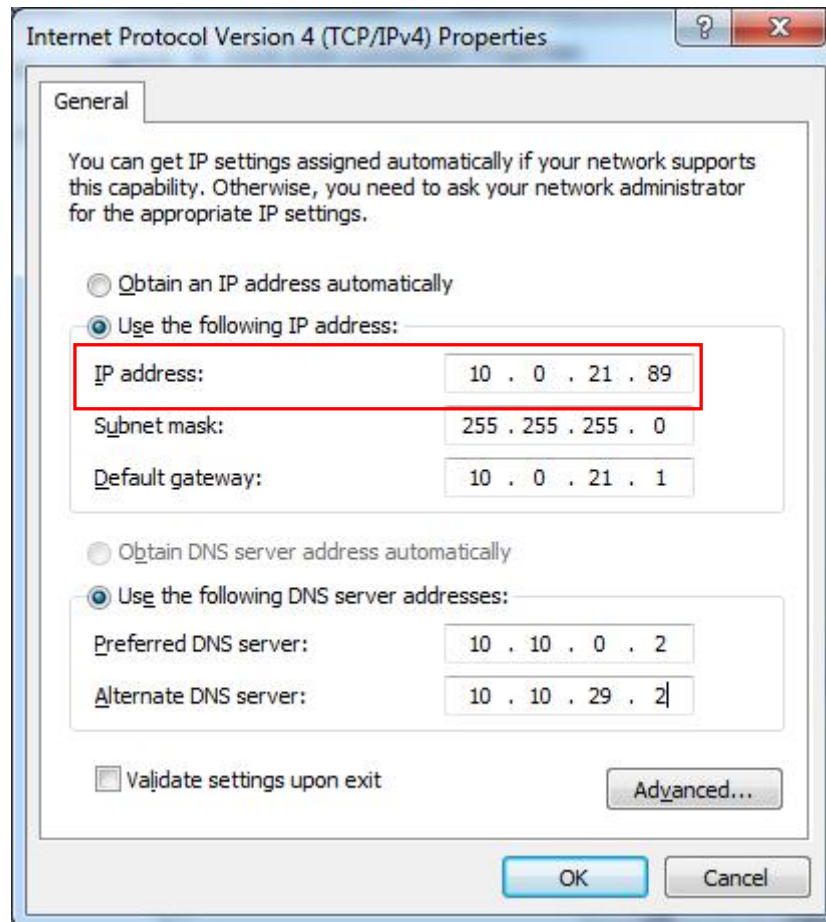 Internet Protocol Version 4 (TCP/IPv4) Properties
General
You can get IP settings assigned automatically if your network supports
this capability. Otherwise, you need to ask your network administrator
for the appropriate IP settings.
Obtain an IP address automatically
Use the following IP address:
IP address: 10 . 0 . 21 . 89
Subnet mask: 255 . 255 . 255 . 0
Default gateway: 10 . 0 . 21 . 1
Obtain DNS server address automatically
Use the following DNS server addresses:
Preferred DNS server: 10 . 10 . 0 . 2
Alternate DNS server: 10 . 10 . 29 . 2
Validate settings upon exit
Advanced...
OK Cancel